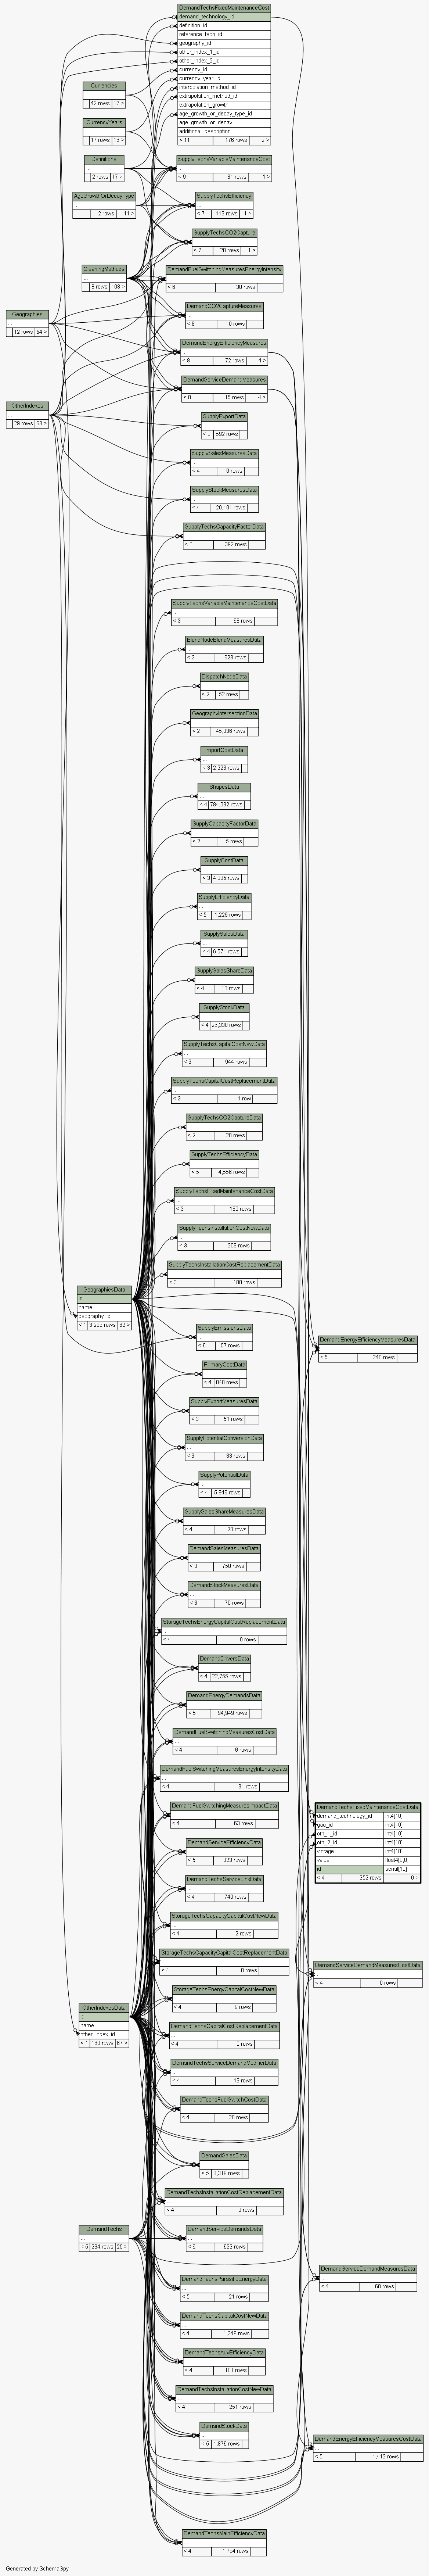 DemandTechsFixedMaintenanceCost
demand_technology_id
definition_id
reference_tech_id
geography_id
other_index_1_id
other_index_2_id
currency_id
currency_year_id
interpolation_method_id
extrapolation_method_id
extrapolation_growth
age_growth_or_decay_type_id
age_growth_or_decay
additional_description
< 11 176 rows 2 >
Currencies
...
42 rows 17 >
CurrencyYears
...
17 rows 16 >
Definitions
...
2 rows 17 >
SupplyTechsVariableMaintenanceCost
...
< 9 81 rows 1 >
AgeGrowthOrDecayType
...
2 rows 11 >
SupplyTechsEfficiency
...
< 7 113 rows 1 >
SupplyTechsCO2Capture
...
< 7 28 rows 1 >
CleaningMethods
...
8 rows 108 >
DemandFuelSwitchingMeasuresEnergyIntensity
...
< 6 30 rows
Geographies
...
12 rows 54 >
DemandCO2CaptureMeasures
...
< 8 0 rows
DemandEnergyEfficiencyMeasures
...
< 8 72 rows 4 >
DemandServiceDemandMeasures
...
< 8 15 rows 4 >
OtherIndexes
...
29 rows 63 >
SupplyExportData
...
< 3 582 rows
SupplySalesMeasuresData
...
< 4 0 rows
SupplyStockMeasuresData
...
< 4 20,101 rows
SupplyTechsCapacityFactorData
...
< 3 392 rows
SupplyTechsVariableMaintenanceCostData
...
< 3 68 rows
BlendNodeBlendMeasuresData
...
< 3 623 rows
DispatchNodeData
...
< 2 52 rows
GeographyIntersectionData
...
< 2 45,036 rows
ImportCostData
...
< 3 2,923 rows
ShapesData
...
< 4 784,032 rows
SupplyCapacityFactorData
...
< 2 5 rows
SupplyCostData
...
< 3 4,035 rows
SupplyEfficiencyData
...
< 5 1,225 rows
SupplySalesData
...
< 4 6,571 rows
SupplySalesShareData
...
< 4 13 rows
SupplyStockData
...
< 4 26,336 rows
SupplyTechsCapitalCostNewData
...
< 3 944 rows
SupplyTechsCapitalCostReplacementData
...
< 3 1 row
SupplyTechsCO2CaptureData
...
< 2 28 rows
SupplyTechsEfficiencyData
...
< 5 4,556 rows
SupplyTechsFixedMaintenanceCostData
...
< 3 180 rows
SupplyTechsInstallationCostNewData
...
< 3 209 rows
SupplyTechsInstallationCostReplacementData
...
< 3 180 rows
GeographiesData
id
name
geography_id
< 1 3,293 rows 62 >
SupplyEmissionsData
...
< 6 57 rows
DemandEnergyEfficiencyMeasuresData
...
< 5 240 rows
PrimaryCostData
...
< 4 848 rows
SupplyExportMeasuresData
...
< 3 51 rows
SupplyPotentialConversionData
...
< 3 33 rows
SupplyPotentialData
...
< 4 5,846 rows
SupplySalesShareMeasuresData
...
< 4 28 rows
DemandSalesMeasuresData
...
< 3 750 rows
DemandStockMeasuresData
...
< 3 70 rows
StorageTechsEnergyCapitalCostReplacementData
...
< 4 0 rows
DemandDriversData
...
< 4 22,755 rows
DemandEnergyDemandsData
...
< 5 94,949 rows
DemandFuelSwitchingMeasuresCostData
...
< 4 6 rows
DemandFuelSwitchingMeasuresEnergyIntensityData
...
< 4 31 rows
DemandFuelSwitchingMeasuresImpactData
...
< 4 63 rows
DemandTechsFixedMaintenanceCostData
demand_technology_id int4[10]
gau_id int4[10]
oth_1_id int4[10]
oth_2_id int4[10]
vintage int4[10]
value float4[8,8]
id serial[10]
< 4 352 rows 0 >
DemandServiceEfficiencyData
...
< 5 323 rows
DemandTechsServiceLinkData
...
< 4 740 rows
StorageTechsCapacityCapitalCostNewData
...
< 4 2 rows
StorageTechsCapacityCapitalCostReplacementData
...
< 4 0 rows
DemandServiceDemandMeasuresCostData
...
< 4 0 rows
StorageTechsEnergyCapitalCostNewData
...
< 4 9 rows
OtherIndexesData
id
name
other_index_id
< 1 163 rows 67 >
DemandTechsCapitalCostReplacementData
...
< 4 0 rows
DemandTechsServiceDemandModifierData
...
< 4 19 rows
DemandTechsFuelSwitchCostData
...
< 4 20 rows
DemandSalesData
...
< 5 3,319 rows
DemandTechsInstallationCostReplacementData
...
< 4 0 rows
DemandTechs
...
< 5 234 rows 25 >
DemandServiceDemandsData
...
< 6 693 rows
DemandTechsParasiticEnergyData
...
< 5 21 rows
DemandServiceDemandMeasuresData
...
< 4 60 rows
DemandTechsCapitalCostNewData
...
< 4 1,349 rows
DemandTechsAuxEfficiencyData
...
< 4 101 rows
DemandTechsInstallationCostNewData
...
< 4 251 rows
DemandStockData
...
< 5 1,876 rows
DemandEnergyEfficiencyMeasuresCostData
...
< 5 1,412 rows
DemandTechsMainEfficiencyData
...
< 4 1,784 rows
Generated by SchemaSpy